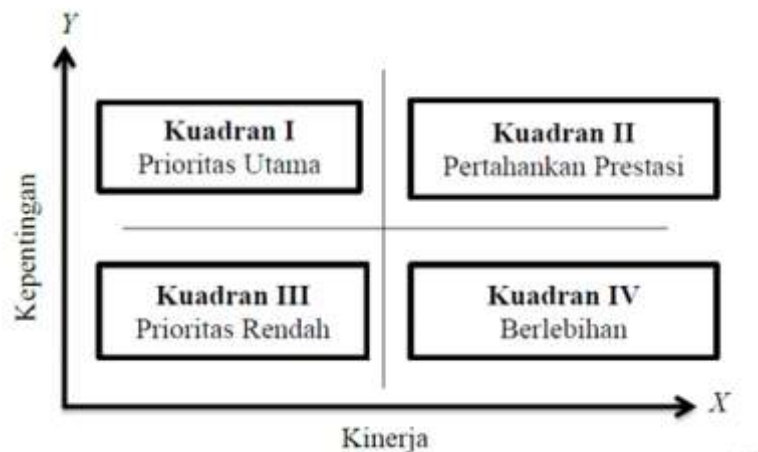 Y
Kuadran I
Prioritas Utama
Kuadran II
Pertahankan Prestasi
Kepentingan
Kuadran III
Prioritas Rendah
Kuadran IV
Berlebihan
X
Kinerja